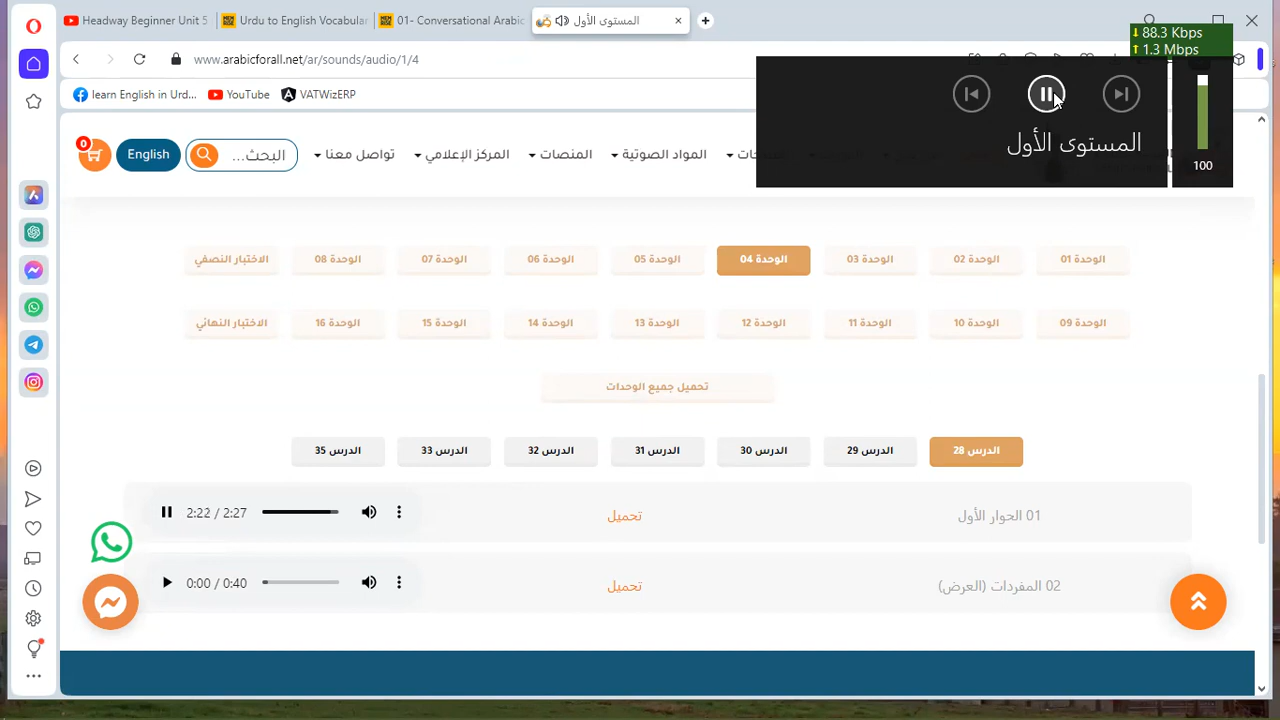 Headway Beginner Unit 5
Urdu to English Vocabular
01- Conversational Arabic
المستوى الأول
www.arabicforall.net/ar/sounds/audio/1/4
88.3 Kbps
1.3 Mbps
learn English in Urd...
YouTube
VATWizERP
المستوى الأول
100
0
English
البحث...
تواصل معنا
المركز الإعلامي
المنصات
المواد الصوتية
الوحدة 01
الوحدة 02
الوحدة 03
الوحدة 04
الوحدة 05
الوحدة 06
الوحدة 07
الوحدة 08
الاختبار النصفي
الوحدة 09
الوحدة 10
الوحدة 11
الوحدة 12
الوحدة 13
الوحدة 14
الوحدة 15
الوحدة 16
الاختبار النهائي
تحميل جميع الوحدات
الدرس 28
الدرس 29
الدرس 30
الدرس 31
الدرس 32
الدرس 33
الدرس 35
01 الحوار الأول
تحميل
2:22 / 2:27
02 المفردات (العرض)
تحميل
0:00 / 0:40